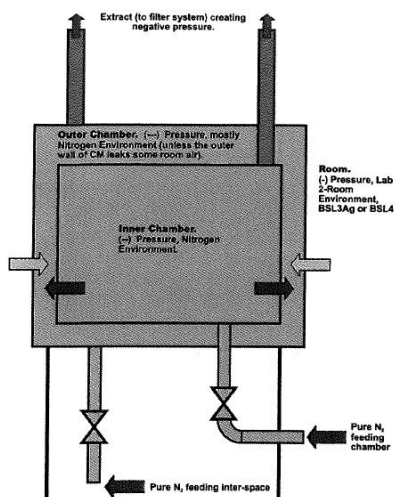 Extract (to filter system) creating
negative pressure.
Outer Chamber. (---) Pressure, mostly
Nitrogen Environment (unless the outer
wall of CM leaks some room air).
Room.
(-) Pressure, Lab
2-Room
Environment,
BSL3Ag or BSL4
Inner Chamber.
(--) Pressure, Nitrogen
Environment.
Pure N₂
feeding
chamber
Pure N₂ feeding inter-space